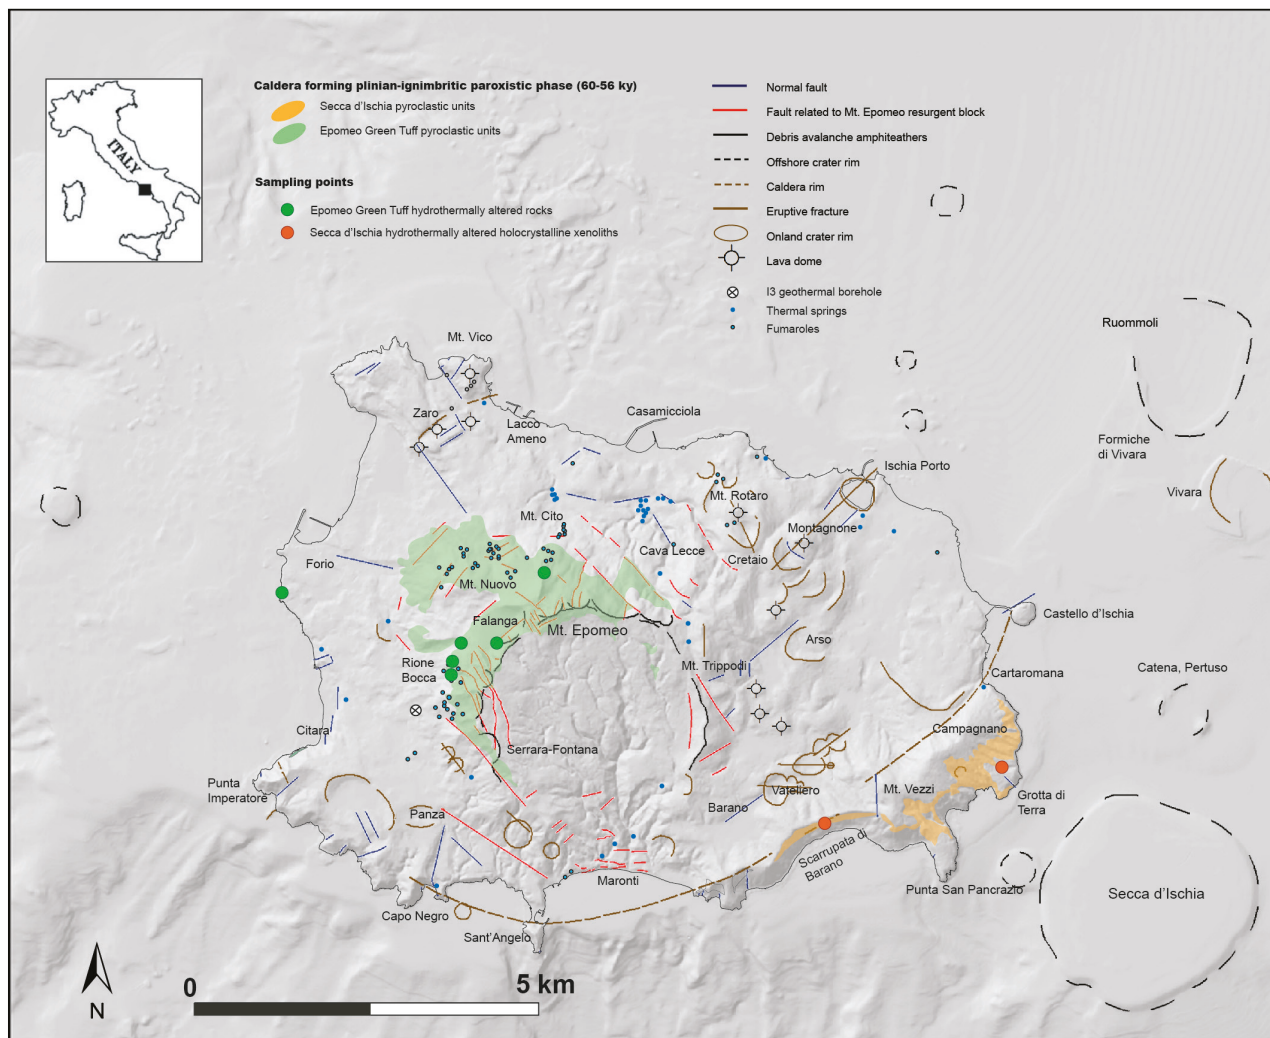 Caldera forming plinian-ignimbritic paroxistic phase (60-56 ky)
Secca d'Ischia pyroclastic units
Epomeo Green Tuff pyroclastic units
Sampling points
Epomeo Green Tuff hydrothermally altered rocks
Secca d'Ischia hydrothermally altered holocrystalline xenoliths
ITALY
Normal fault
Fault related to Mt. Epomeo resurgent block
Debris avalanche amphiteathers
Offshore crater rim
Caldera rim
Eruptive fracture
Onland crater rim
Lava dome
I3 geothermal borehole
Thermal springs
Fumaroles
Ruommoli
Mt. Vico
Zaro
Lacco
Ameno
Casamicciola
Formiche
di Vivara
Ischia Porto
Vivara
Mt. Rotaro
Mt. Cito
Montagnone
Cava Lecce
Cretaio
Forio
Mt. Nuovo
Castello d'Ischia
Falanga
Mt. Epomeo
Arso
Rione
Bocca
Mt. Trippodi
Cartaromana
Catena, Pertuso
Citara
Campagnano
Serrara-Fontana
Punta
Imperatore
Mt. Vezzi
Vateliero
Grotta di
Terra
Barano
Panza
Scarrupata di
Barano
Maronti
Punta San Pancrazio
Secca d'Ischia
Capo Negro
Sant'Angelo
N
0
5 km